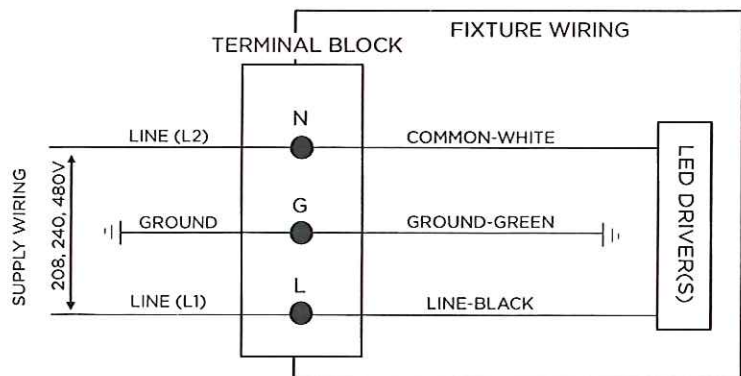 FIXTURE WIRING
TERMINAL BLOCK
N
LINE (L2)
COMMON-WHITE
G
GROUND
GROUND-GREEN
L
LINE (L1)
LINE-BLACK
SUPPLY WIRING
208, 240, 480V
LED DRIVER(S)